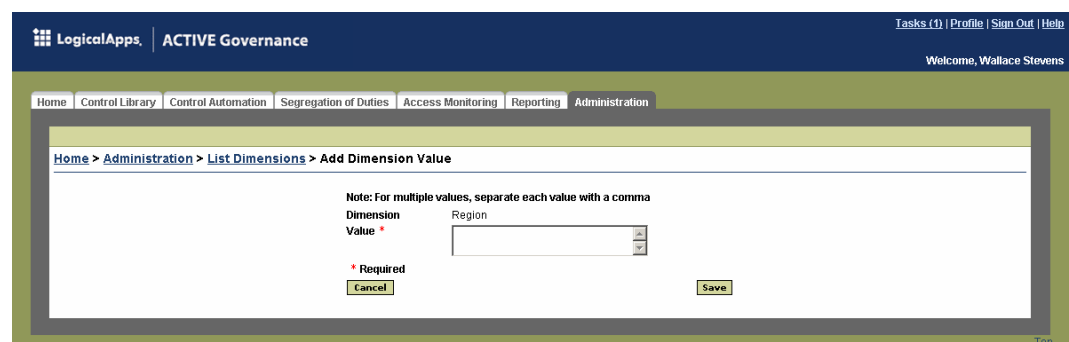 Tasks (1) | Profile | Sign Out | Help
LogicalApps. ACTIVE Governance
Welcome, Wallace Stevens
Home Control Library Control Automation Segregation of Duties Access Monitoring Reporting Administration
Home > Administration > List Dimensions > Add Dimension Value
Note: For multiple values, separate each value with a comma
Dimension Region
Value *
* Required
Cancel Save
Top